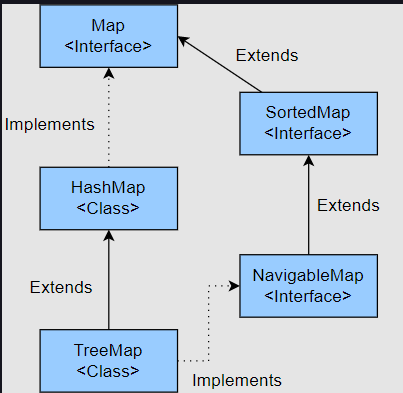 Map
<Interface>
Extends
Implements
SortedMap
<Interface>
HashMap
<Class>
Extends
Extends
NavigableMap
<Interface>
TreeMap
<Class>
Implements